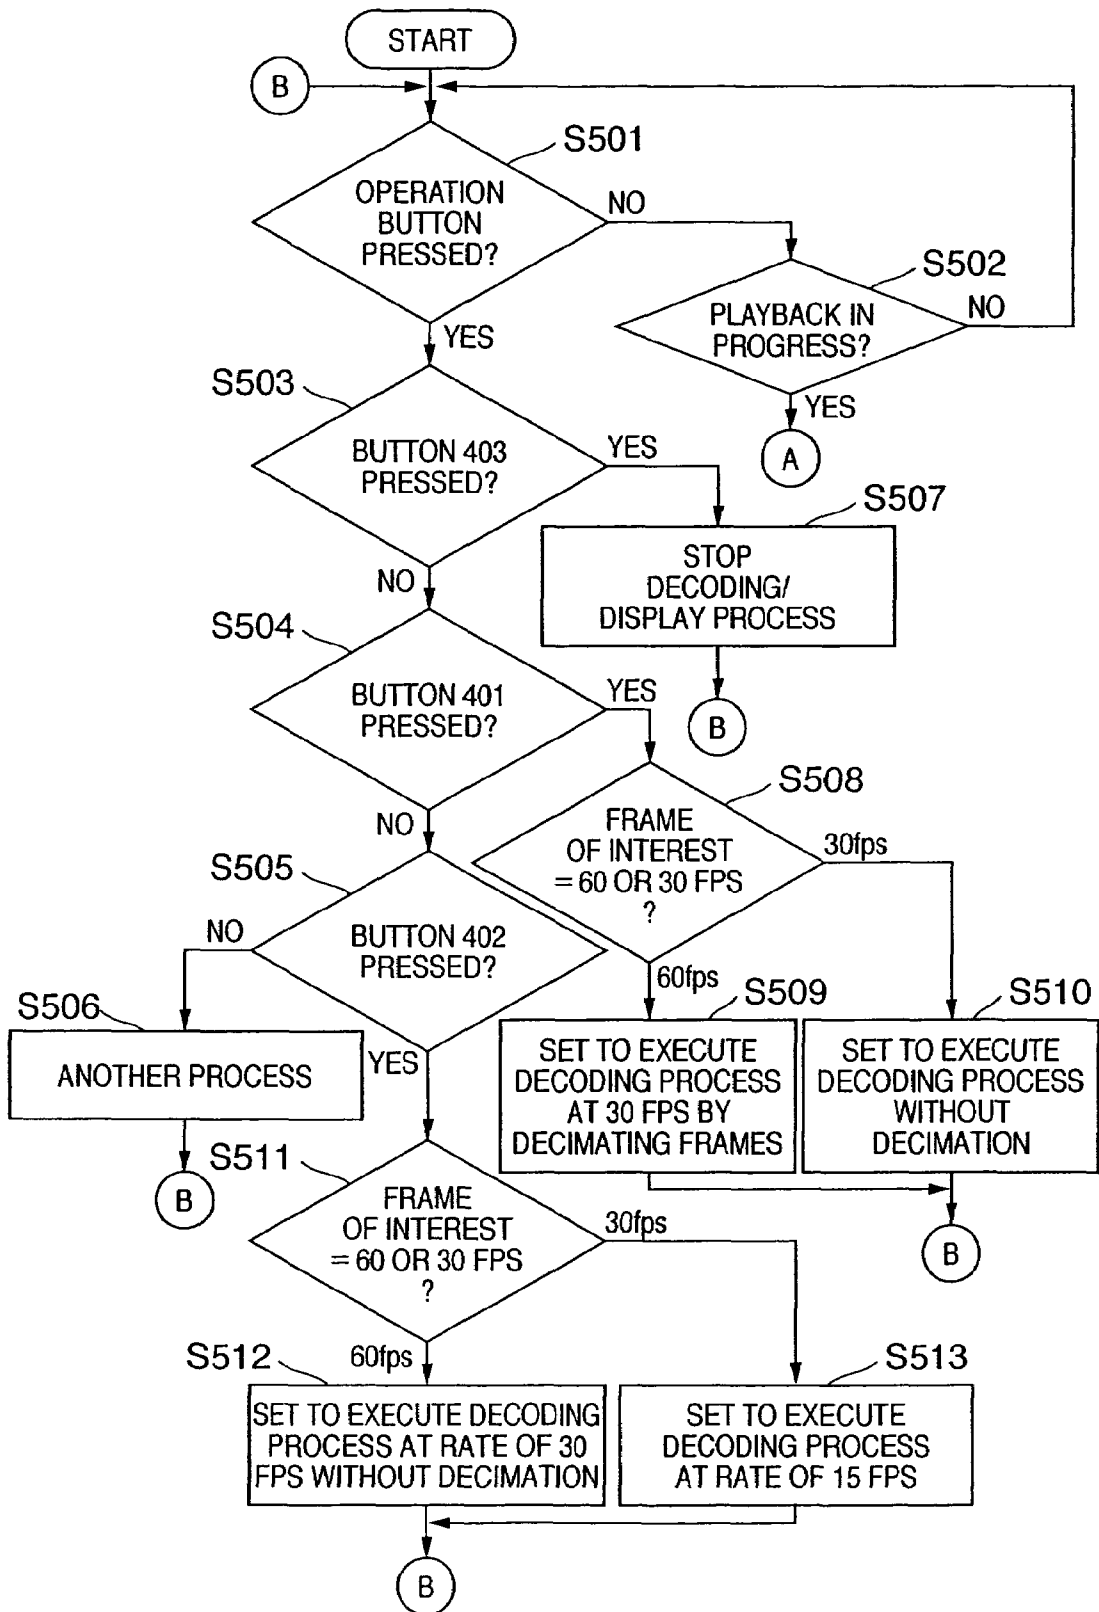 START
B
S501
OPERATION
BUTTON
PRESSED?
NO
S502
PLAYBACK IN
PROGRESS?
NO
YES
YES
A
S503
BUTTON 403
PRESSED?
YES
S507
STOP
DECODING/
DISPLAY PROCESS
B
NO
S504
BUTTON 401
PRESSED?
YES
S508
FRAME
OF INTEREST
= 60 OR 30 FPS
?
30fps
60fps
NO
S505
BUTTON 402
PRESSED?
NO
S506
ANOTHER PROCESS
B
YES
S509
SET TO EXECUTE
DECODING PROCESS
AT 30 FPS BY
DECIMATING FRAMES
S510
SET TO EXECUTE
DECODING PROCESS
WITHOUT
DECIMATION
B
S511
FRAME
OF INTEREST
= 60 OR 30 FPS
?
30fps
60fps
S512
SET TO EXECUTE DECODING
PROCESS AT RATE OF 30
FPS WITHOUT DECIMATION
S513
SET TO EXECUTE
DECODING PROCESS
AT RATE OF 15 FPS
B